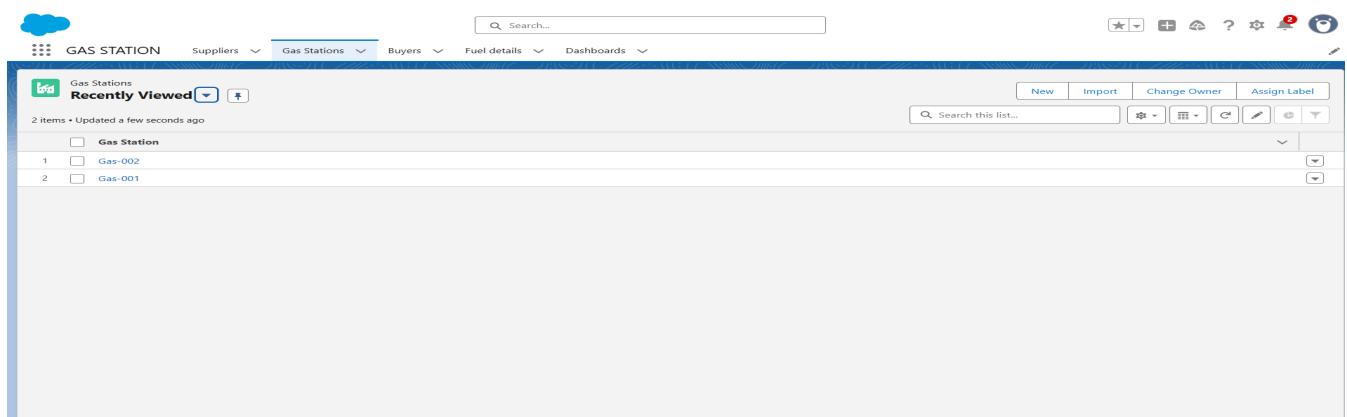 Search...
2
GAS STATION Suppliers Gas Stations Buyers Fuel details Dashboards
Gas Stations
Recently Viewed
New Import Change Owner Assign Label
2 items • Updated a few seconds ago
Search this list...
Gas Station
1 Gas-002
2 Gas-001